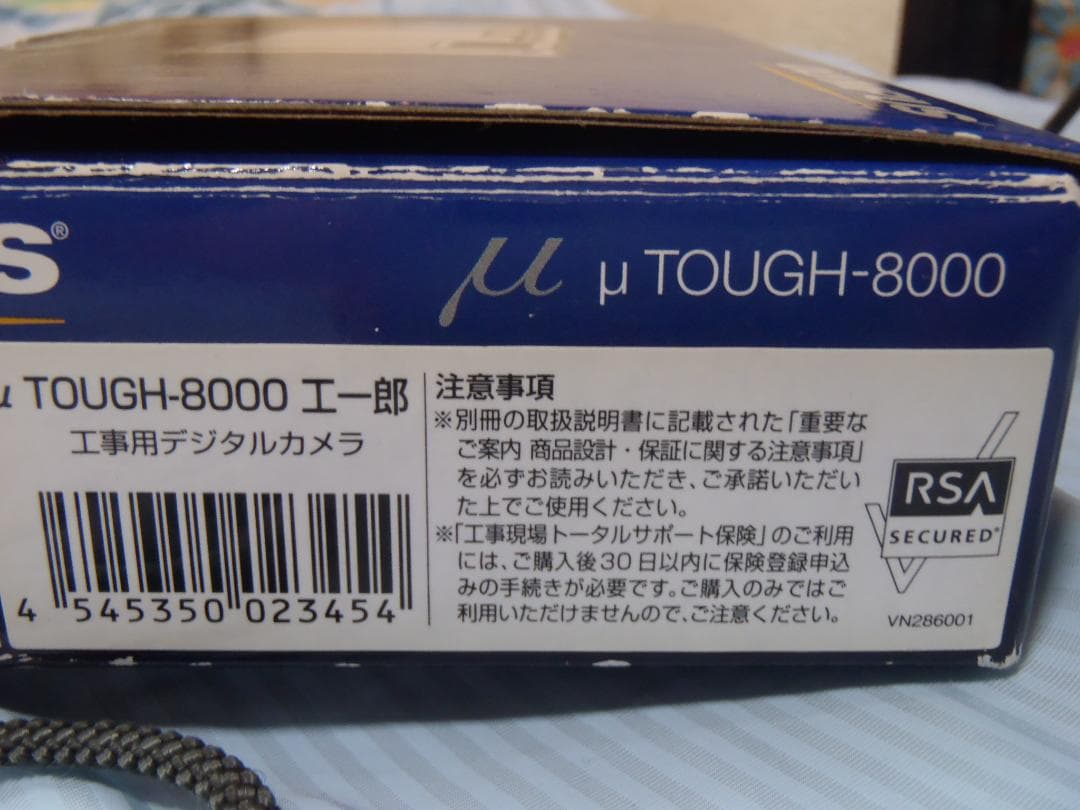 S®
μ μ TOUGH-8000
μ TOUGH-8000 工一郎
工事用デジタルカメラ
4 545350 023454
注意事項
※別冊の取扱説明書に記載された「重要な
ご案内 商品設計・保証に関する注意事項」
を必ずお読みいただき、ご承諾いただい
た上でご使用ください。
※「工事現場トータルサポート保険」のご利用
には、ご購入後30日以内に保険登録申込
みの手続きが必要です。ご購入のみではご
利用いただけませんので、ご注意ください。
RSA
SECURED
VN286001